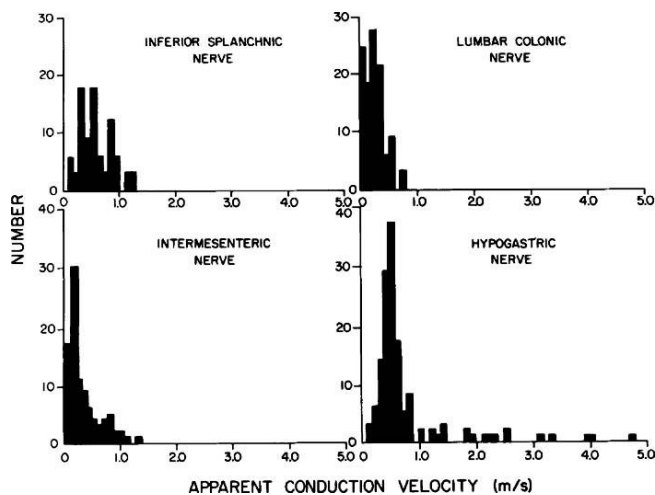 30
20
10
0
INFERIOR SPLANCHNIC
NERVE
0 1.0 2.0 3.0 4.0 5.0
30
20
10
0
LUMBAR COLONIC
NERVE
0 1.0 2.0 3.0 4.0 5.0
NUMBER
40
30
20
10
0
INTERMESENTERIC
NERVE
0 1.0 2.0 3.0 4.0 5.0
40
30
20
10
0
HYPOGASTRIC
NERVE
0 1.0 2.0 3.0 4.0 5.0
APPARENT CONDUCTION VELOCITY (m/s)